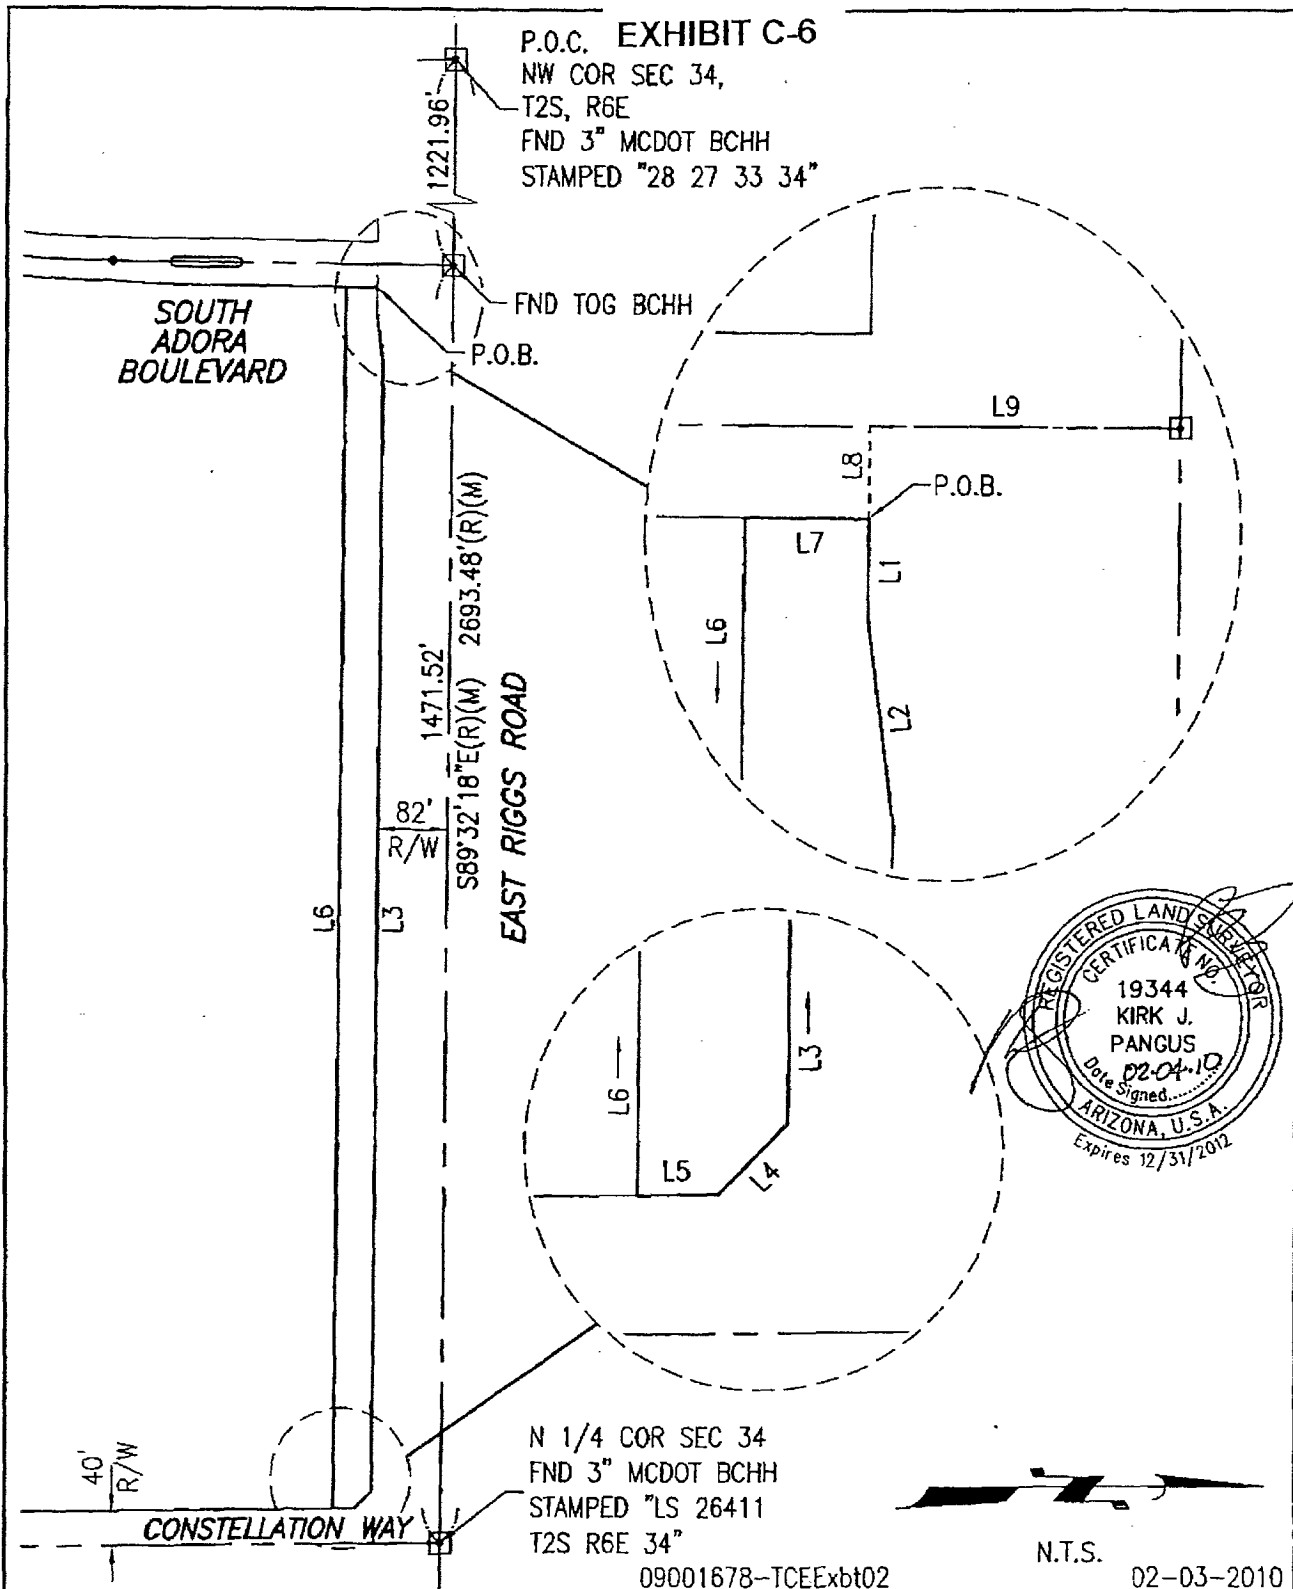 EXHIBIT C-6
P.O.C.
NW COR SEC 34,
T2S, R6E
FND 3" MCDOT BCHH
STAMPED "28 27 33 34"
1221.96'
FND TOG BCHH
P.O.B.
SOUTH
ADORA
BOULEVARD
L9
L8
P.O.B.
L7
L1
L6
L2
1471.52'
S89°32'18"E(R)(M) 2693.48'(R)(M)
EAST RIGGS ROAD
82'
R/W
L6
L3
L6
L3
L5
L4
REGISTERED LAND SURVEYOR
CERTIFICATE NO.
19344
KIRK J.
PANGUS
02-04-10
Date Signed
ARIZONA, U.S.A.
Expires 12/31/2012
40'
R/W
CONSTELLATION WAY
N 1/4 COR SEC 34
FND 3" MCDOT BCHH
STAMPED "LS 26411
T2S R6E 34"
N.T.S.
09001678-TCEExbt02
02-03-2010